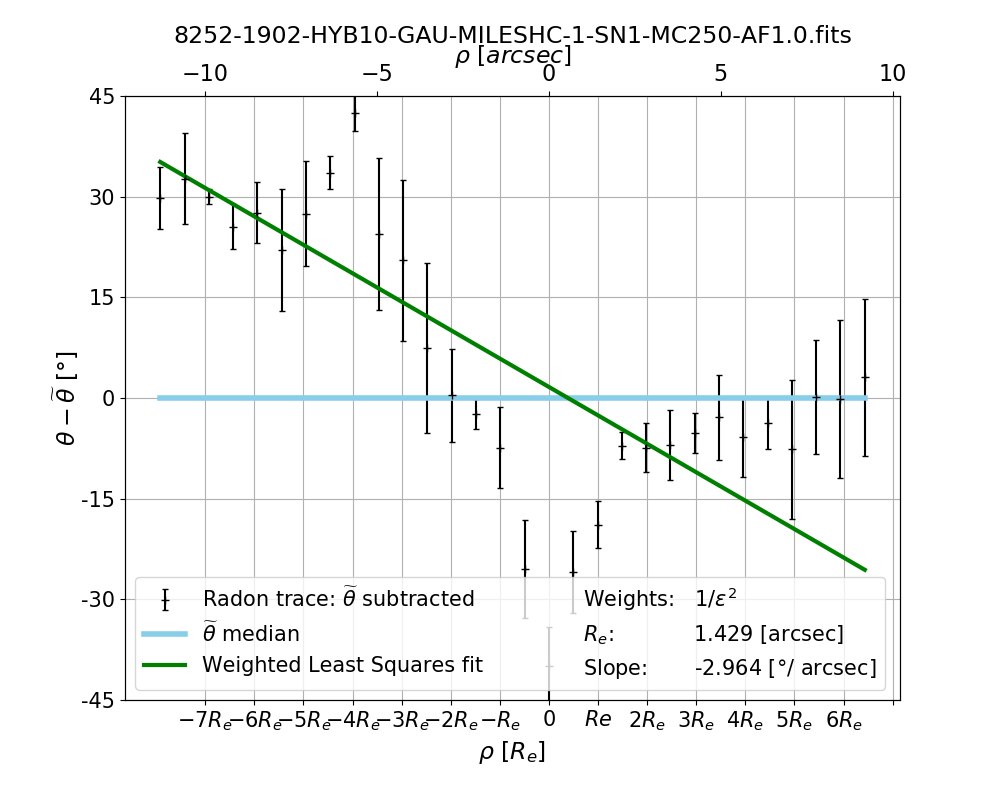 8252-1902-HYB10-GAU-MILESHC-1-SN1-MC250-AF1.0.fits
ρ [arcsec]
−10 −5 0 5 10
45
30
15
0
-15
-30
-45
θ − θ̃ [°]
Radon trace: θ̃ subtracted
θ̃ median
Weighted Least Squares fit
Weights: 1/ε²
Rₑ: 1.429 [arcsec]
Slope: -2.964 [°/ arcsec]
−7Rₑ −6Rₑ −5Rₑ −4Rₑ −3Rₑ −2Rₑ −Rₑ 0 Re 2Rₑ 3Rₑ 4Rₑ 5Rₑ 6Rₑ
ρ [Rₑ]